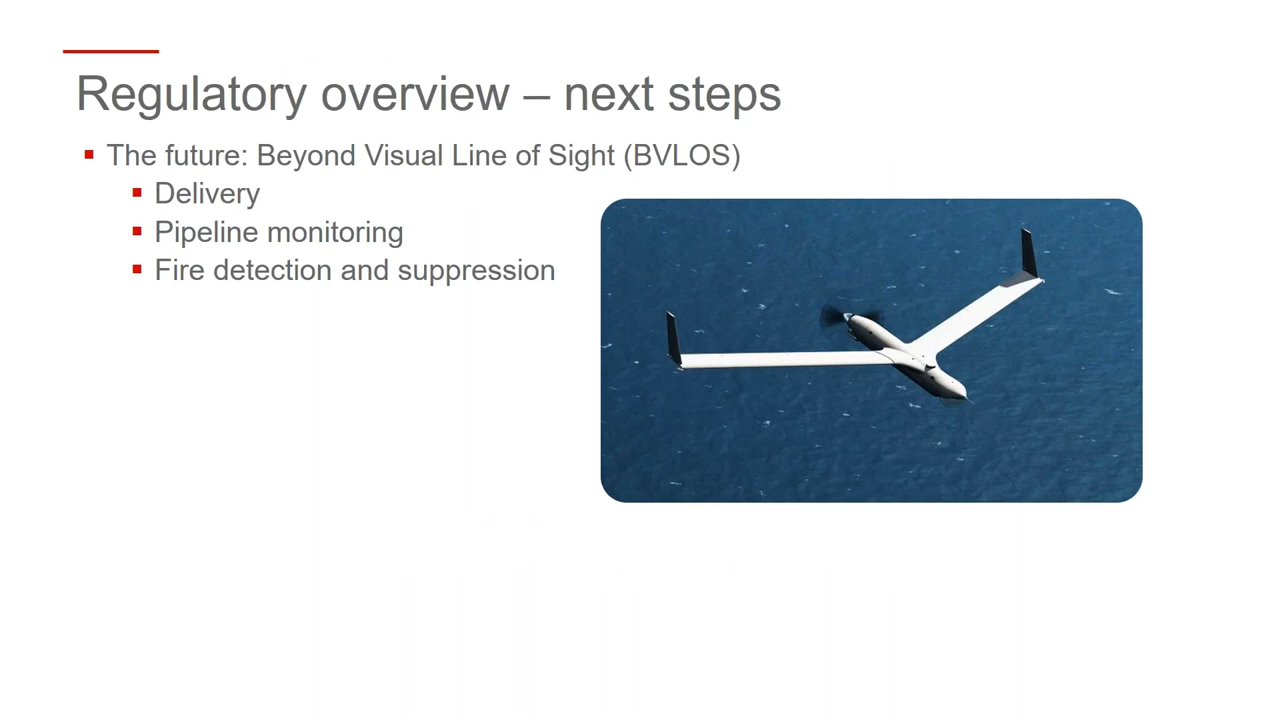 Regulatory overview – next steps
The future: Beyond Visual Line of Sight (BVLOS)
Delivery
Pipeline monitoring
Fire detection and suppression